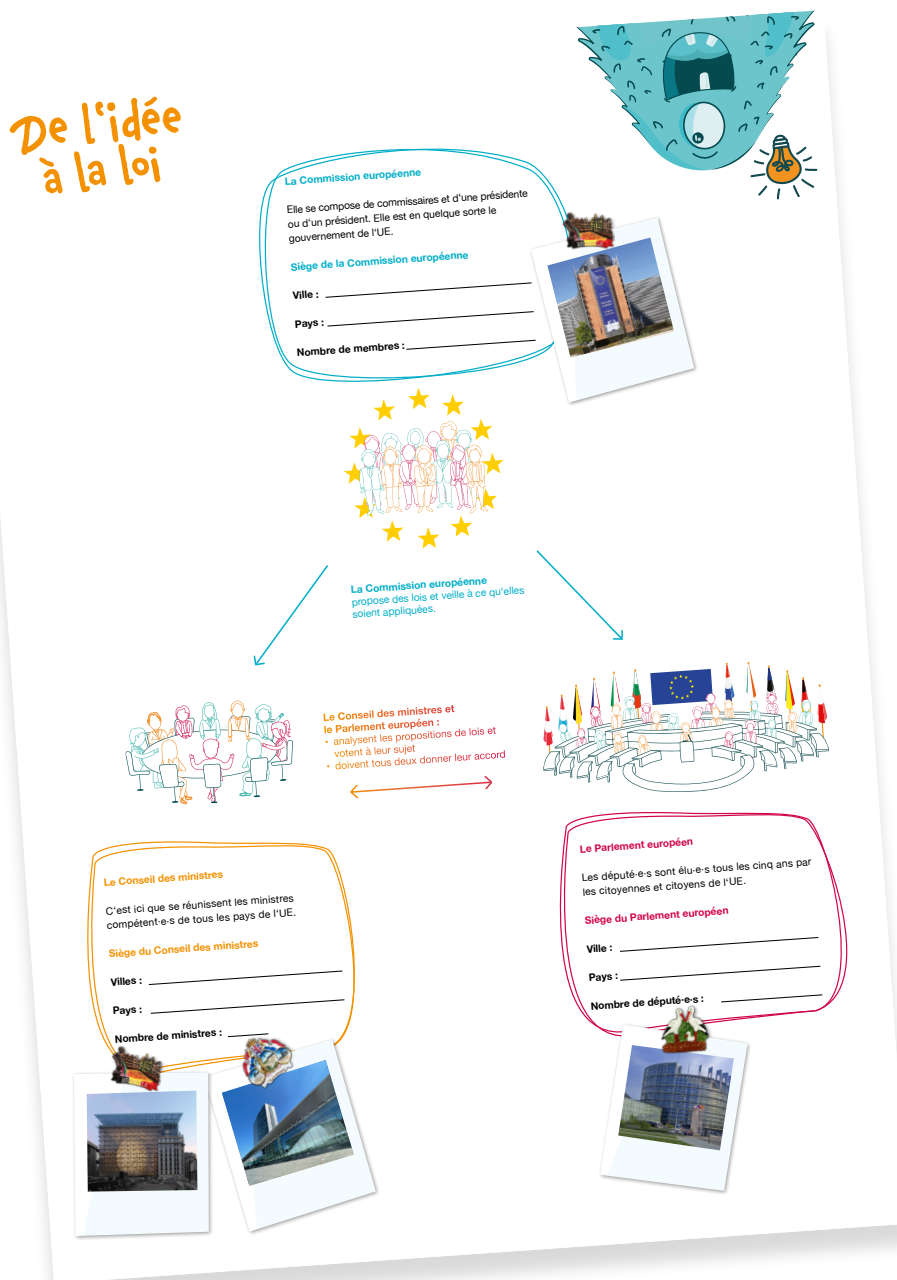 De l'idée
à la loi
La Commission européenne
Elle se compose de commissaires et d'une présidente
ou d'un président. Elle est en quelque sorte le
gouvernement de l'UE.
Siège de la Commission européenne
Ville :
Pays :
Nombre de membres :
La Commission européenne
propose des lois et veille à ce qu'elles
soient appliquées.
Le Conseil des ministres et
le Parlement européen :
• analysent les propositions de lois et
votent à leur sujet
• doivent tous deux donner leur accord
Le Conseil des ministres
C'est ici que se réunissent les ministres
compétent·e·s de tous les pays de l'UE.
Siège du Conseil des ministres
Villes :
Pays :
Nombre de ministres :
Le Parlement européen
Les député·e·s sont élu·e·s tous les cinq ans par
les citoyennes et citoyens de l'UE.
Siège du Parlement européen
Ville :
Pays :
Nombre de député·e·s :